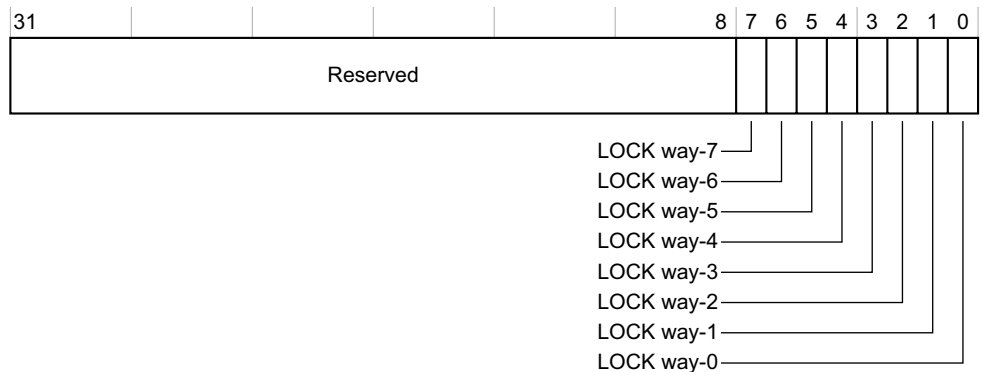 31 8 7 6 5 4 3 2 1 0
Reserved
LOCK way-7
LOCK way-6
LOCK way-5
LOCK way-4
LOCK way-3
LOCK way-2
LOCK way-1
LOCK way-0